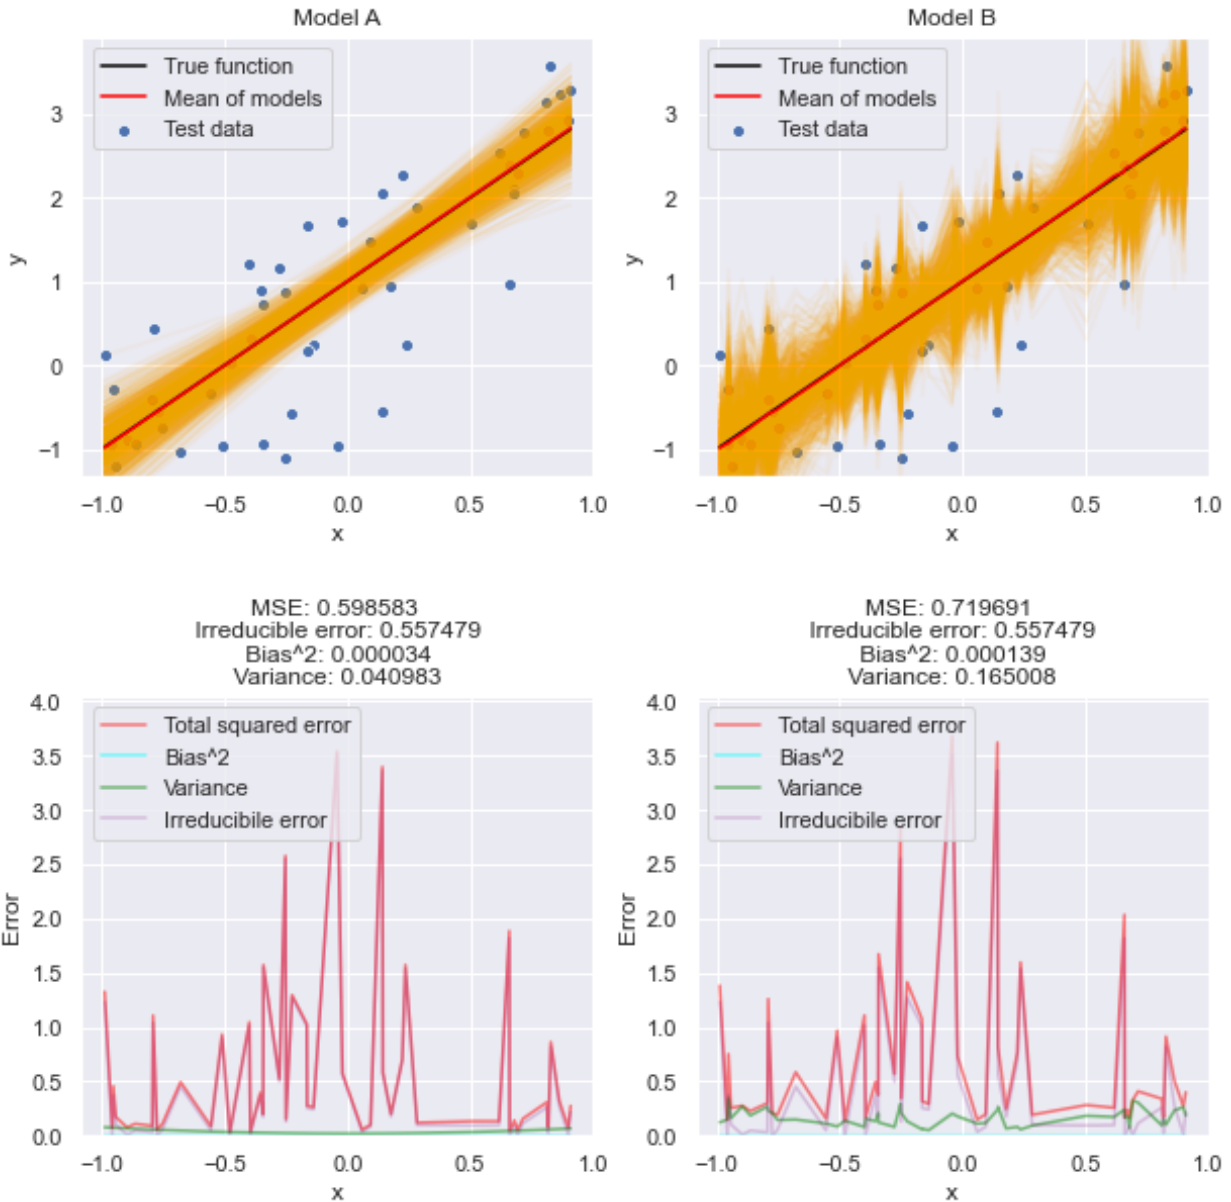 Model A
True function
Mean of models
Test data
3
2
1
0
−1
y
−1.0 −0.5 0.0 0.5 1.0
x
Model B
True function
Mean of models
Test data
3
2
1
0
−1
y
−1.0 −0.5 0.0 0.5 1.0
x
MSE: 0.598583
Irreducible error: 0.557479
Bias^2: 0.000034
Variance: 0.040983
Total squared error
Bias^2
Variance
Irreducibile error
4.0
3.5
3.0
2.5
2.0
1.5
1.0
0.5
0.0
Error
−1.0 −0.5 0.0 0.5 1.0
x
MSE: 0.719691
Irreducible error: 0.557479
Bias^2: 0.000139
Variance: 0.165008
Total squared error
Bias^2
Variance
Irreducibile error
4.0
3.5
3.0
2.5
2.0
1.5
1.0
0.5
0.0
Error
−1.0 −0.5 0.0 0.5 1.0
x